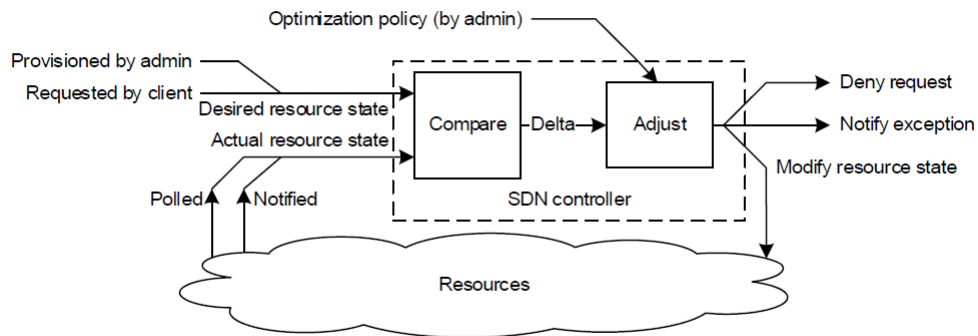 Optimization policy (by admin)
Provisioned by admin
Requested by client
Desired resource state
Actual resource state
Compare
Delta
Adjust
Deny request
Notify exception
Modify resource state
Polled
Notified
SDN controller
Resources